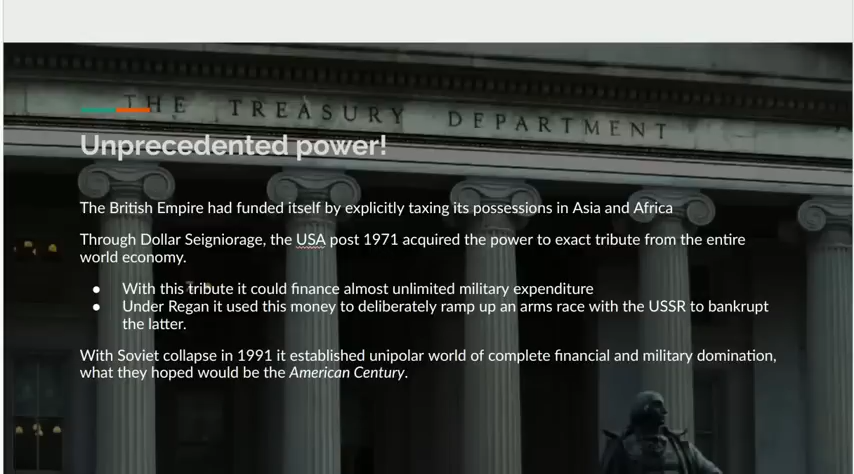 THE TREASURY DEPARTMENT
Unprecedented power!
The British Empire had funded itself by explicitly taxing its possessions in Asia and Africa
Through Dollar Seigniorage, the USA post 1971 acquired the power to exact tribute from the entire
world economy.
● With this tribute it could finance almost unlimited military expenditure
● Under Regan it used this money to deliberately ramp up an arms race with the USSR to bankrupt
the latter.
With Soviet collapse in 1991 it established unipolar world of complete financial and military domination,
what they hoped would be the American Century.